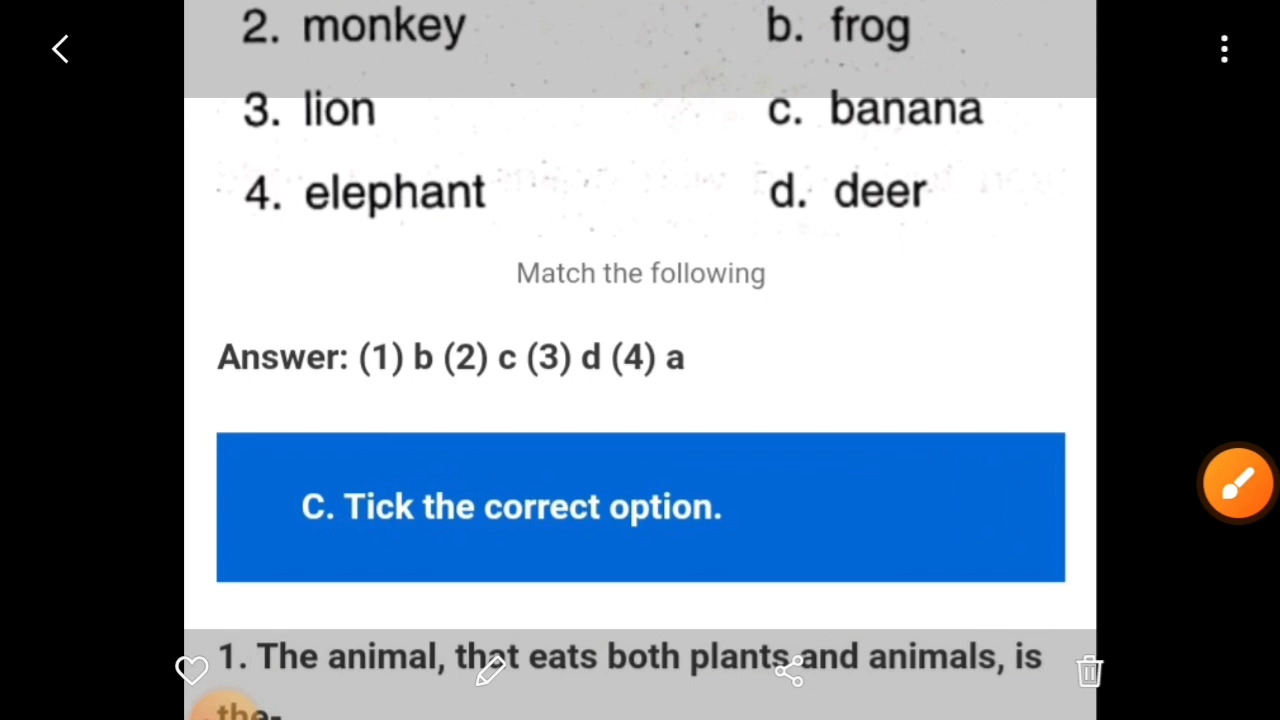 2. monkey b. frog
3. lion c. banana
4. elephant d. deer
Match the following
Answer: (1) b (2) c (3) d (4) a
C. Tick the correct option.
1. The animal, that eats both plants and animals, is
the-